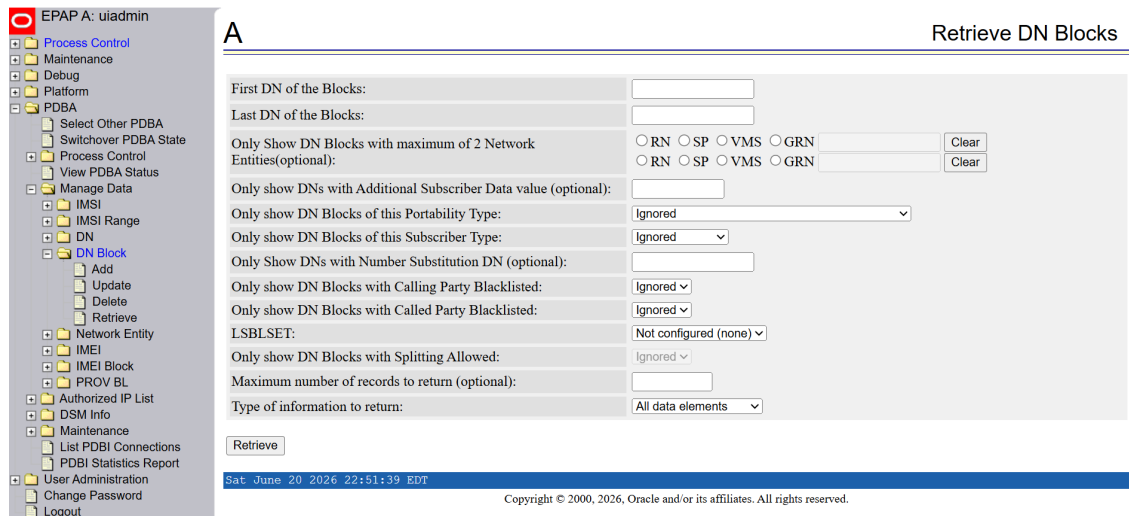 EPAP A: uiadmin
Process Control
Maintenance
Debug
Platform
PDBA
Select Other PDBA
Switchover PDBA State
Process Control
View PDBA Status
Manage Data
IMSI
IMSI Range
DN
DN Block
Add
Update
Delete
Retrieve
Network Entity
IMEI
IMEI Block
PROV BL
Authorized IP List
DSM Info
Maintenance
List PDBI Connections
PDBI Statistics Report
User Administration
Change Password
Logout
A
Retrieve DN Blocks
First DN of the Blocks:
Last DN of the Blocks:
Only Show DN Blocks with maximum of 2 Network
Entities(optional):
RN SP VMS GRN Clear
RN SP VMS GRN Clear
Only show DNs with Additional Subscriber Data value (optional):
Only show DN Blocks of this Portability Type: Ignored
Only show DN Blocks of this Subscriber Type: Ignored
Only Show DNs with Number Substitution DN (optional):
Only show DN Blocks with Calling Party Blacklisted: Ignored
Only show DN Blocks with Called Party Blacklisted: Ignored
LSBLSET: Not configured (none)
Only show DN Blocks with Splitting Allowed: Ignored
Maximum number of records to return (optional):
Type of information to return: All data elements
Retrieve
Sat June 20 2026 22:51:39 EDT
Copyright © 2000, 2026, Oracle and/or its affiliates. All rights reserved.